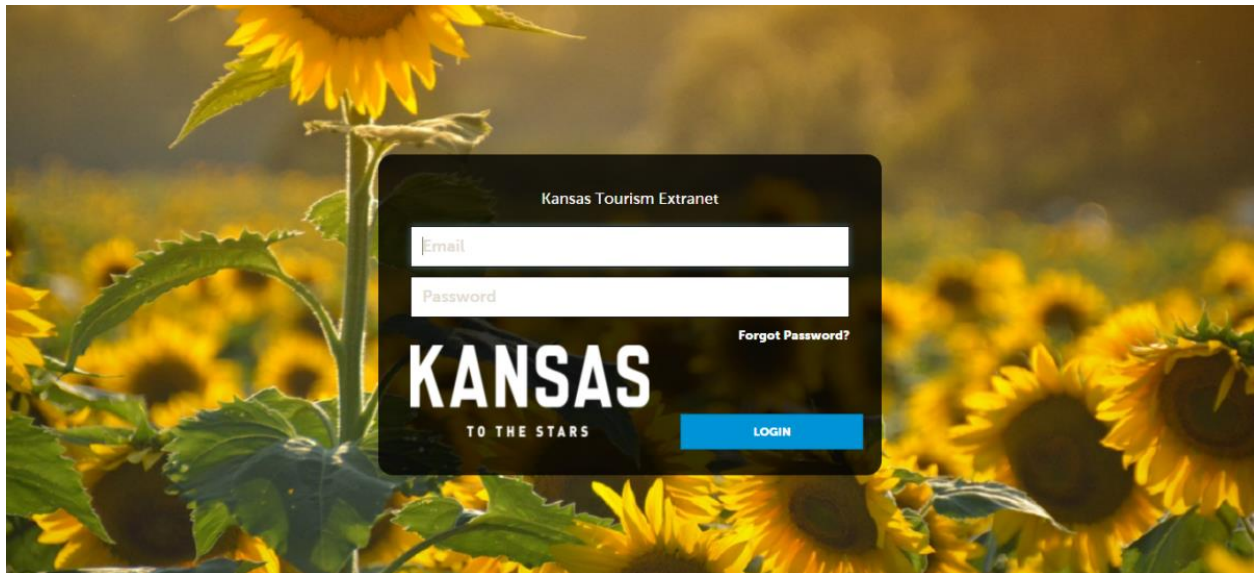 Kansas Tourism Extranet
Email
Password
Forgot Password?
KANSAS
TO THE STARS
LOGIN